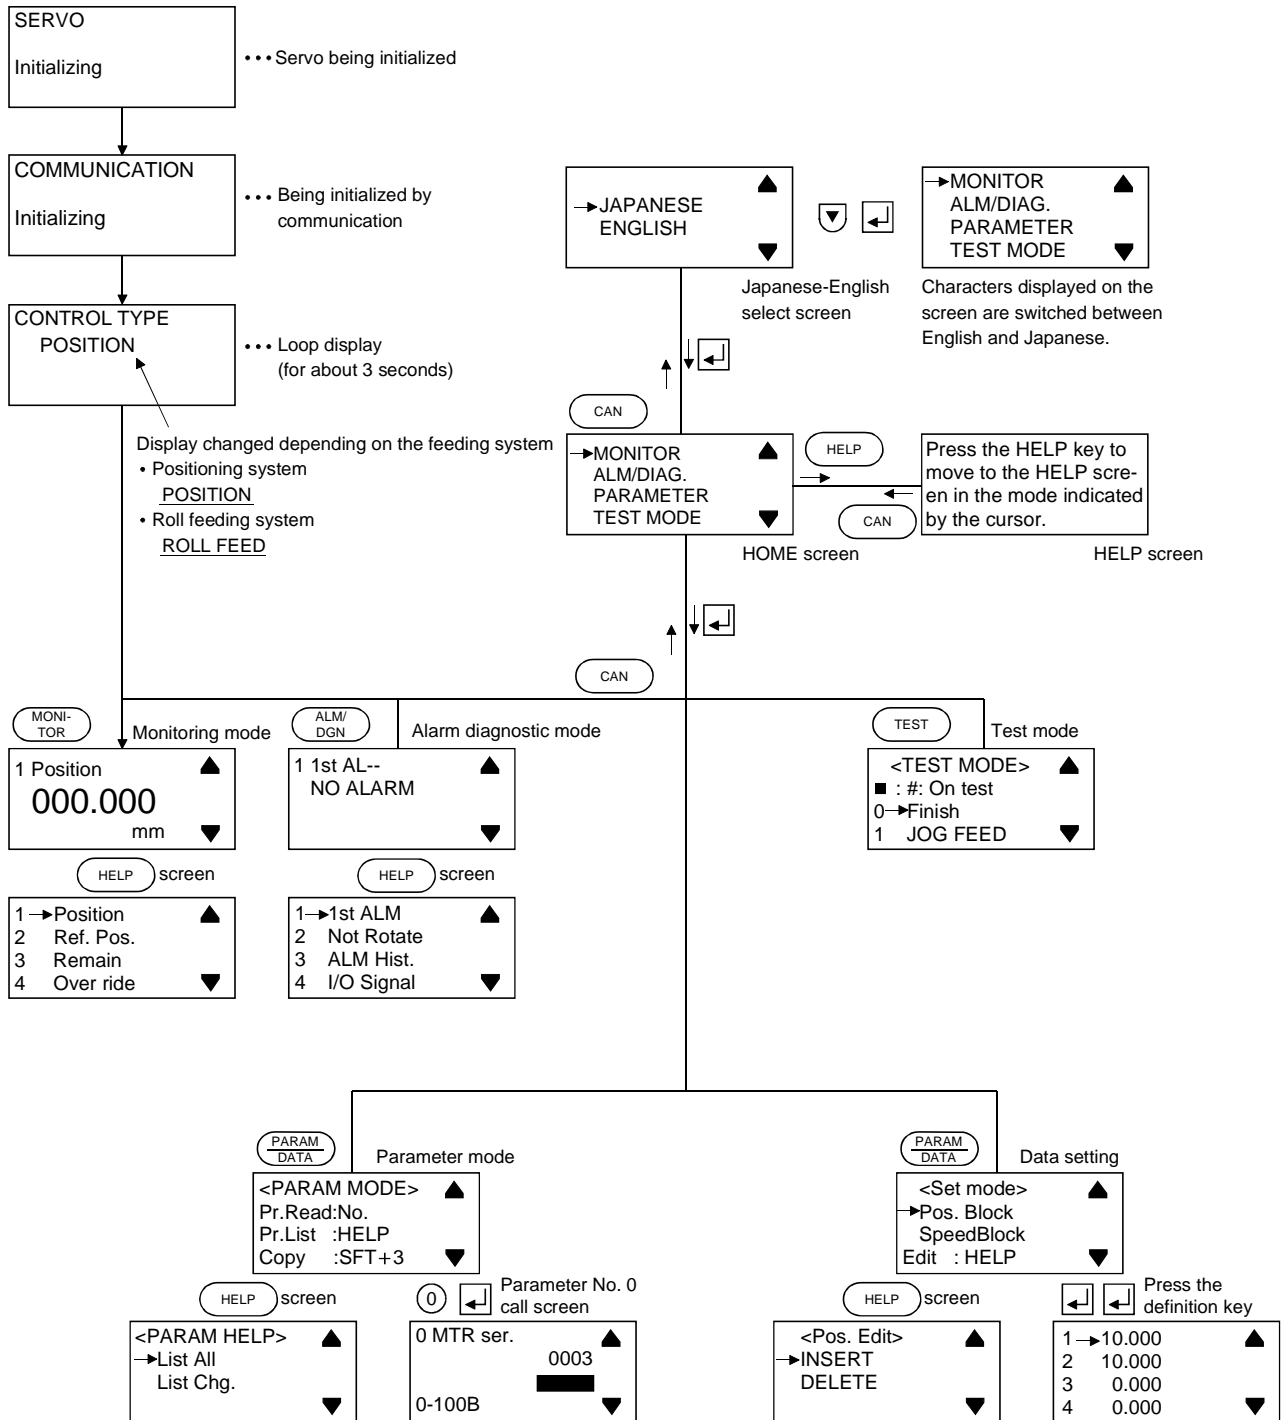 SERVO
Initializing
•••Servo being initialized
COMMUNICATION
Initializing
••• Being initialized by
communication
CONTROL TYPE
POSITION
••• Loop display
(for about 3 seconds)
Display changed depending on the feeding system
• Positioning system
POSITION
• Roll feeding system
ROLL FEED
JAPANESE
ENGLISH
Japanese-English
select screen
MONITOR
ALM/DIAG.
PARAMETER
TEST MODE
Characters displayed on the
screen are switched between
English and Japanese.
CAN
MONITOR
ALM/DIAG.
PARAMETER
TEST MODE
HOME screen
HELP
CAN
Press the HELP key to
move to the HELP scre-
en in the mode indicated
by the cursor.
HELP screen
CAN
MONI-
TOR
Monitoring mode
1 Position
000.000
mm
HELP screen
1 Position
2 Ref. Pos.
3 Remain
4 Over ride
ALM/
DGN
Alarm diagnostic mode
1 1st AL--
NO ALARM
HELP screen
1 1st ALM
2 Not Rotate
3 ALM Hist.
4 I/O Signal
TEST
Test mode
<TEST MODE>
■ : #: On test
0 Finish
1 JOG FEED
PARAM
DATA
Parameter mode
<PARAM MODE>
Pr.Read:No.
Pr.List :HELP
Copy :SFT+3
HELP screen
<PARAM HELP>
List All
List Chg.
0
Parameter No. 0
call screen
0 MTR ser.
0003
0-100B
PARAM
DATA
Data setting
<Set mode>
Pos. Block
SpeedBlock
Edit : HELP
HELP screen
<Pos. Edit>
INSERT
DELETE
Press the
definition key
1 10.000
2 10.000
3 0.000
4 0.000